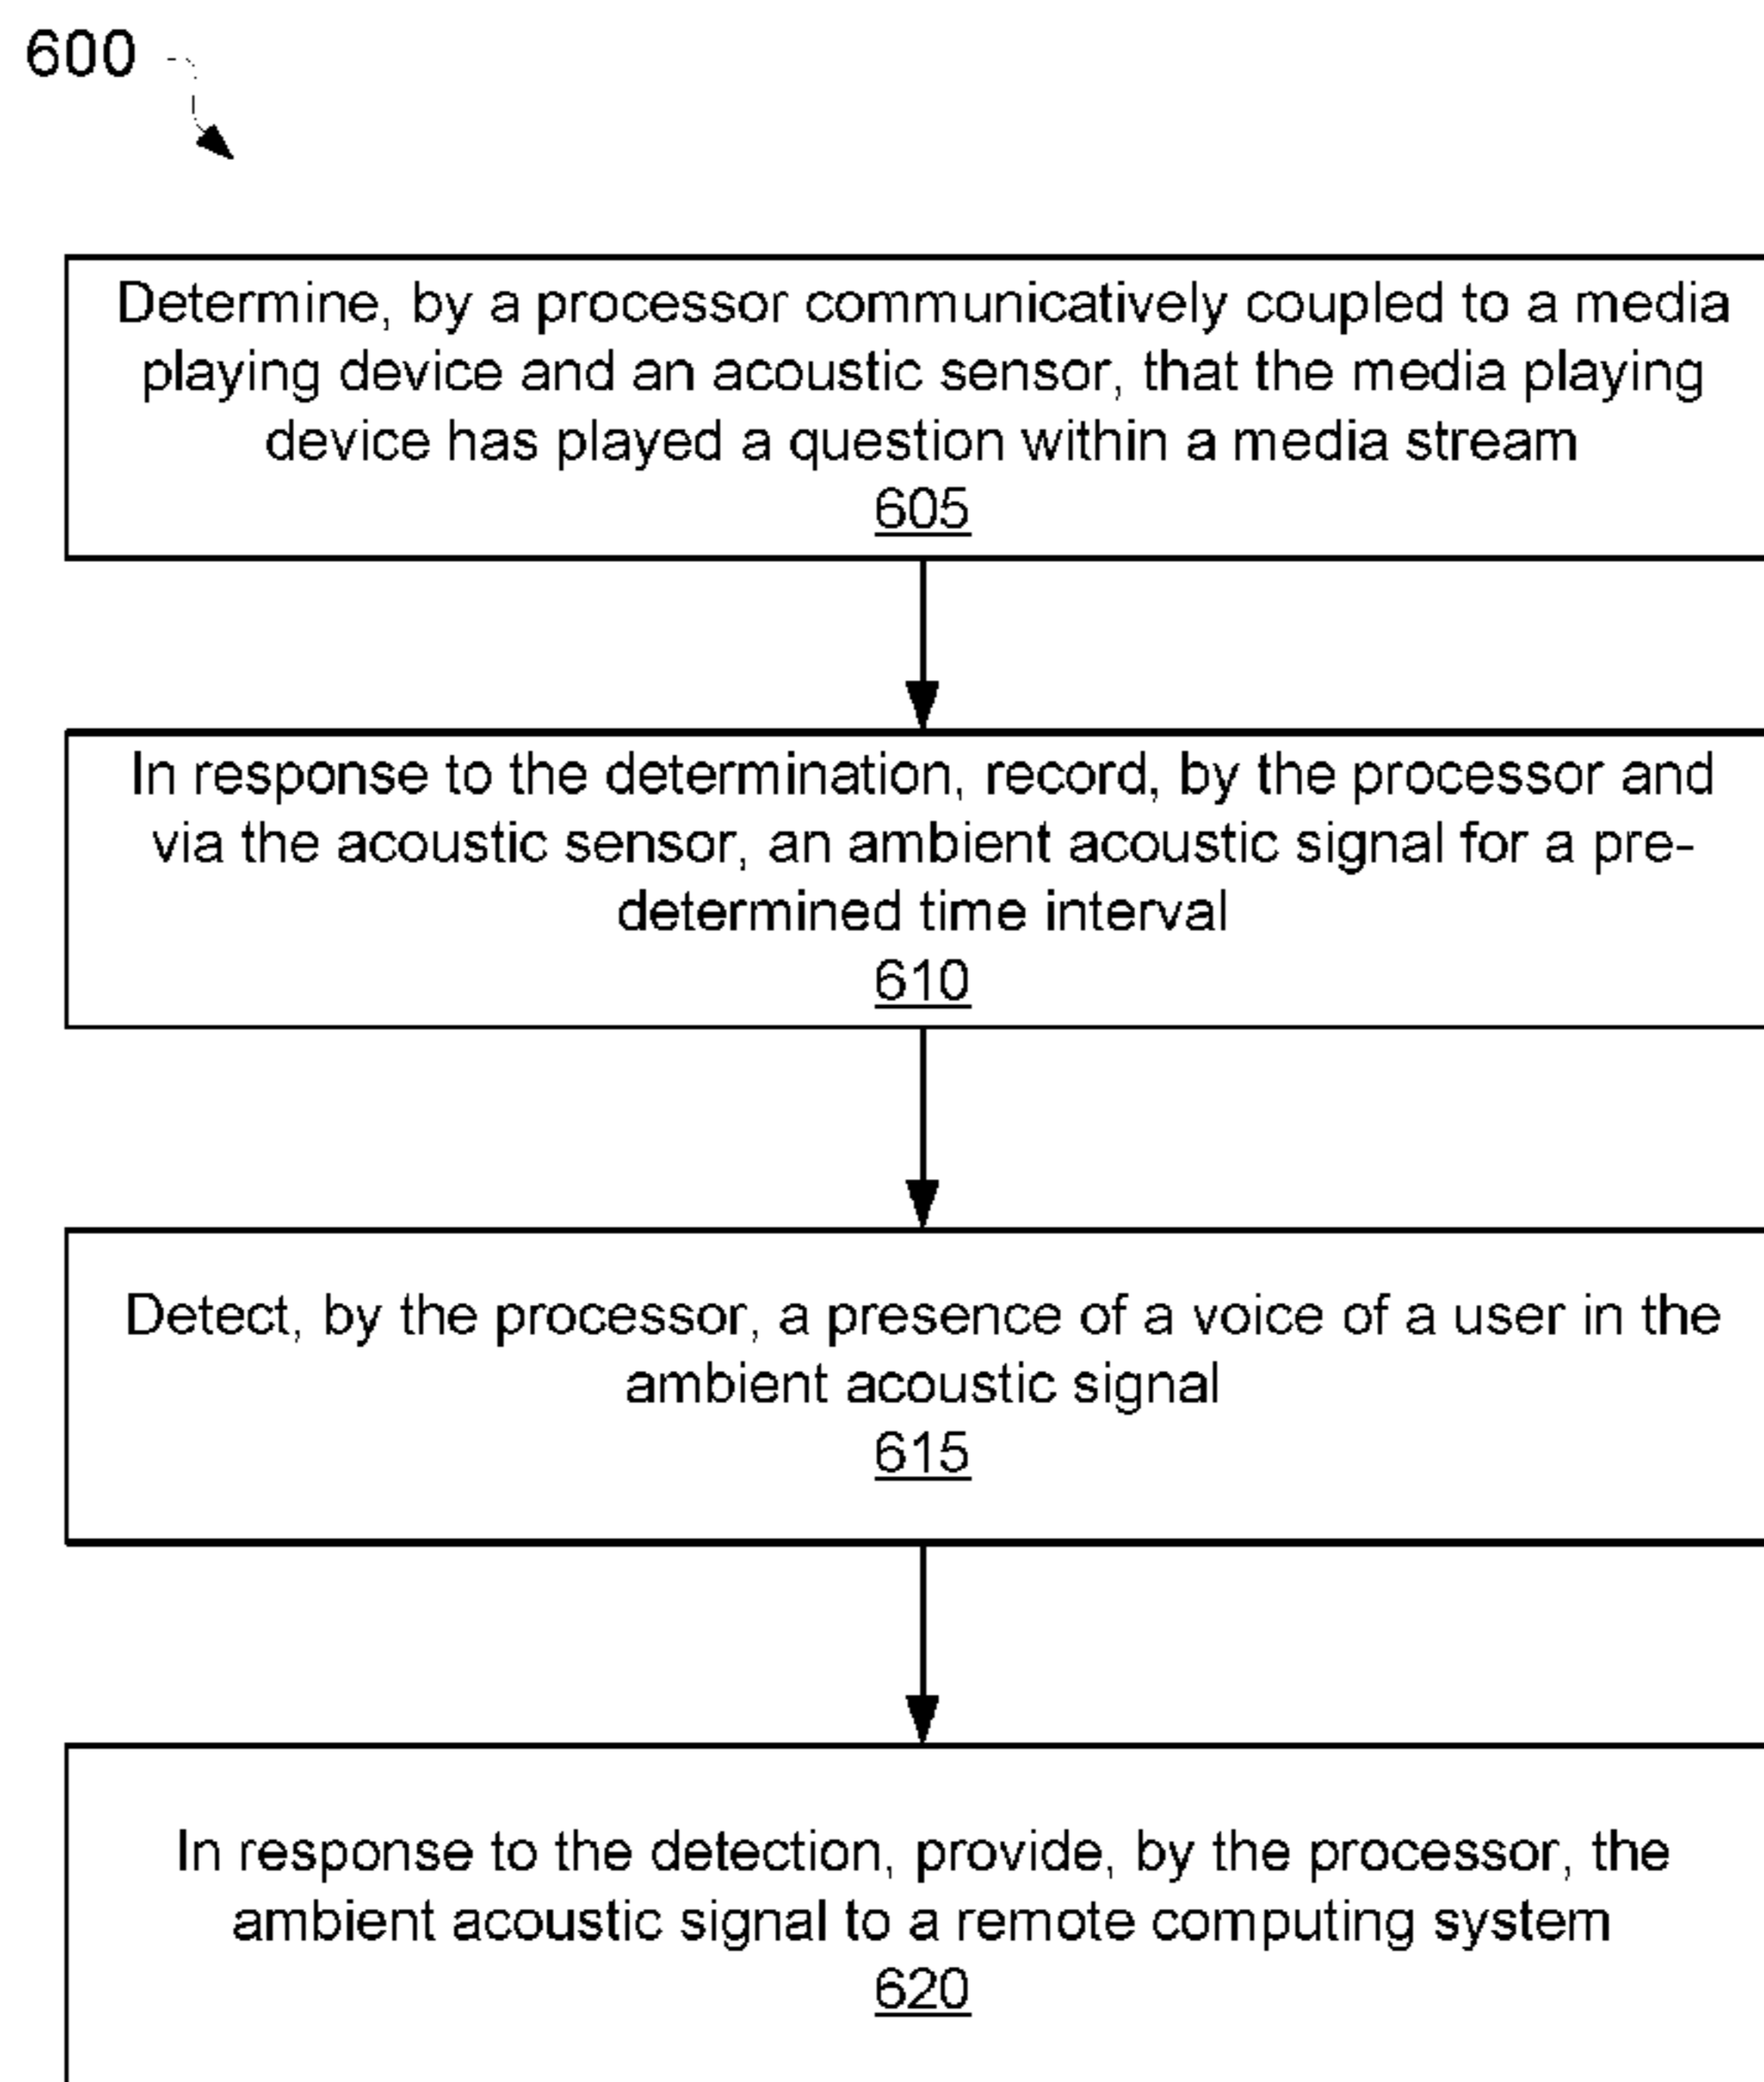 600
Determine, by a processor communicatively coupled to a media
playing device and an acoustic sensor, that the media playing
device has played a question within a media stream
605
In response to the determination, record, by the processor and
via the acoustic sensor, an ambient acoustic signal for a pre-
determined time interval
610
Detect, by the processor, a presence of a voice of a user in the
ambient acoustic signal
615
In response to the detection, provide, by the processor, the
ambient acoustic signal to a remote computing system
620